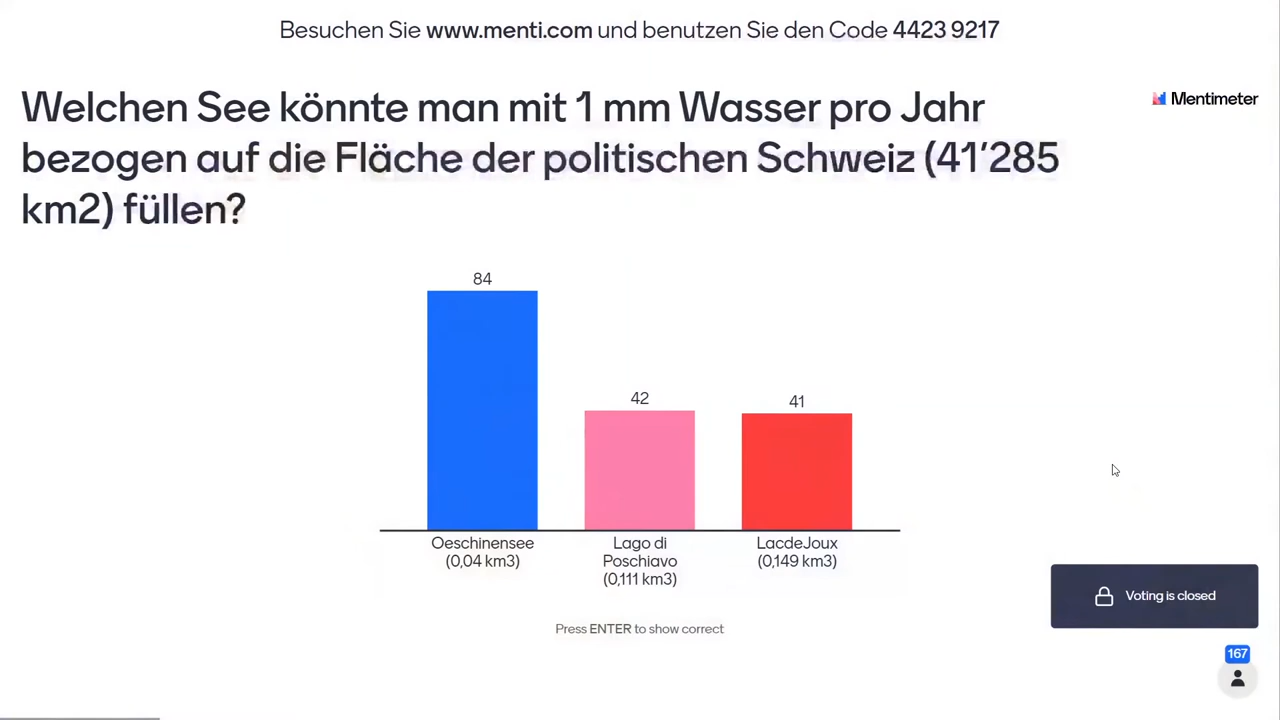 Besuchen Sie www.menti.com und benutzen Sie den Code 4423 9217
Welchen See könnte man mit 1 mm Wasser pro Jahr
bezogen auf die Fläche der politischen Schweiz (41’285
km2) füllen?
Mentimeter
84
42
41
Oeschinensee
(0,04 km3)
Lago di
Poschiavo
(0,111 km3)
LacdeJoux
(0,149 km3)
Voting is closed
Press ENTER to show correct
167